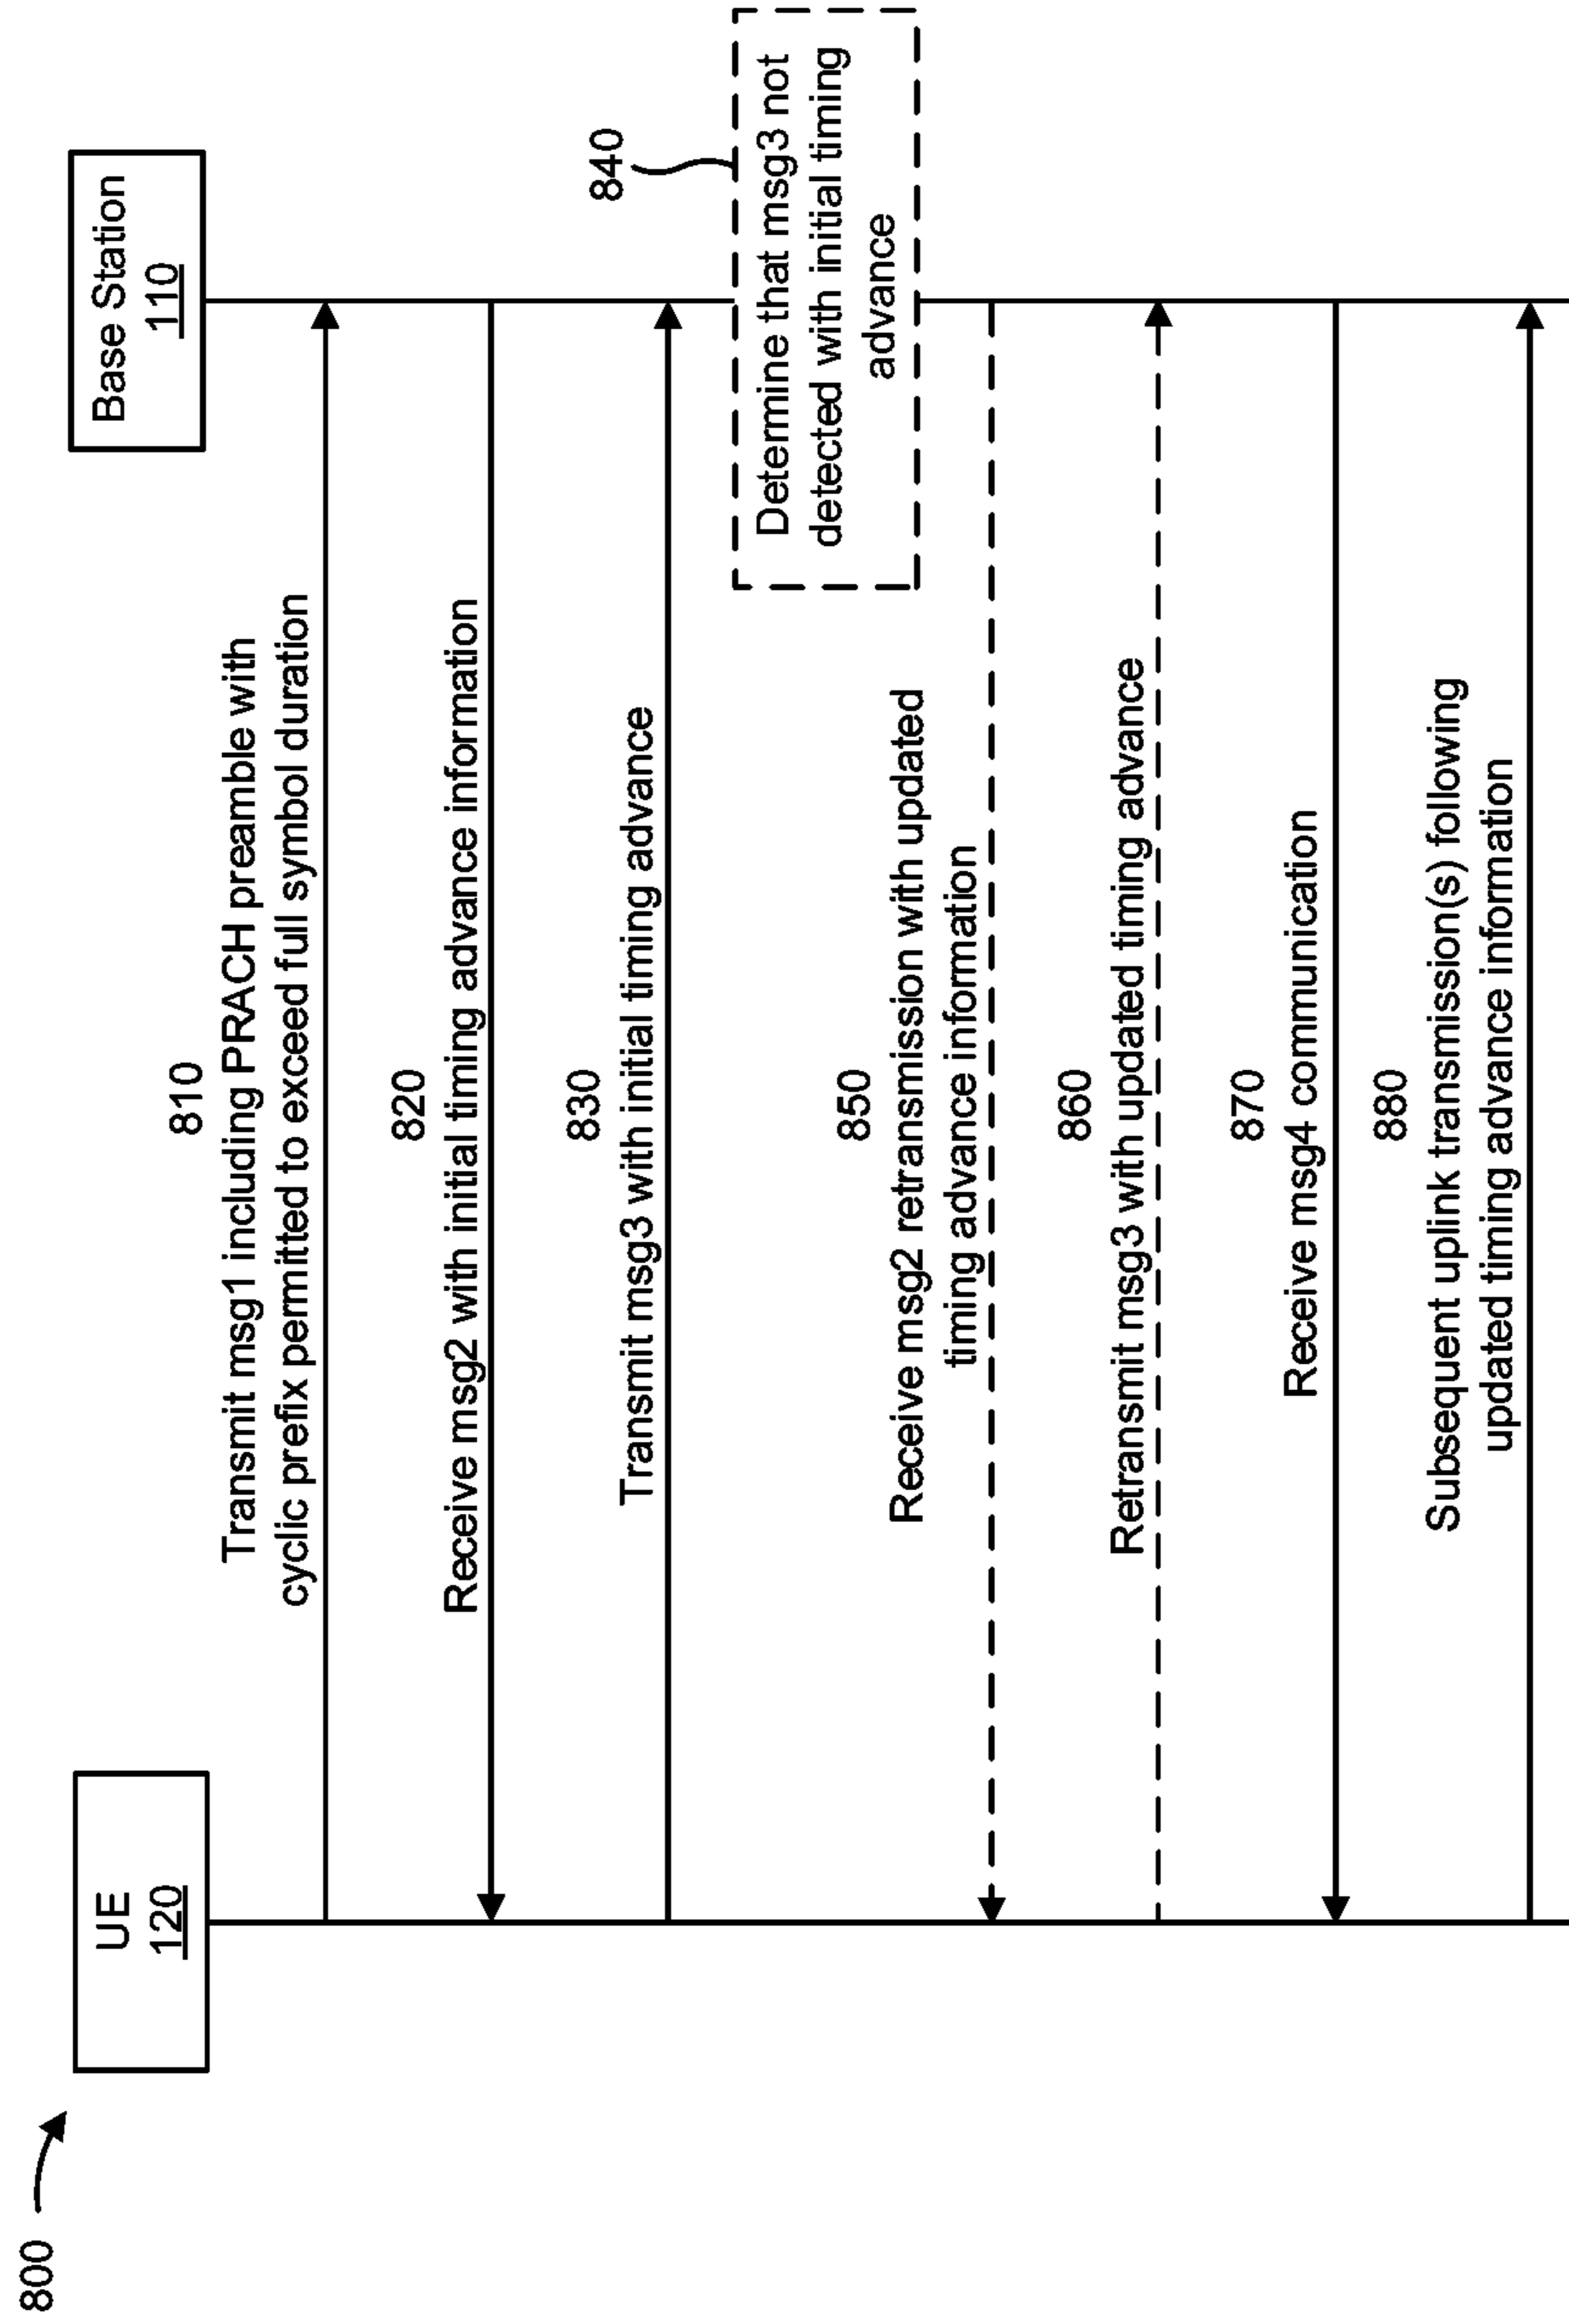 800
UE
120
Base Station
110
810
Transmit msg1 including PRACH preamble with
cyclic prefix permitted to exceed full symbol duration
820
Receive msg2 with initial timing advance information
830
Transmit msg3 with initial timing advance
840
Determine that msg3 not
detected with initial timing
advance
850
Receive msg2 retransmission with updated
timing advance information
860
Retransmit msg3 with updated timing advance
870
Receive msg4 communication
880
Subsequent uplink transmission(s) following
updated timing advance information